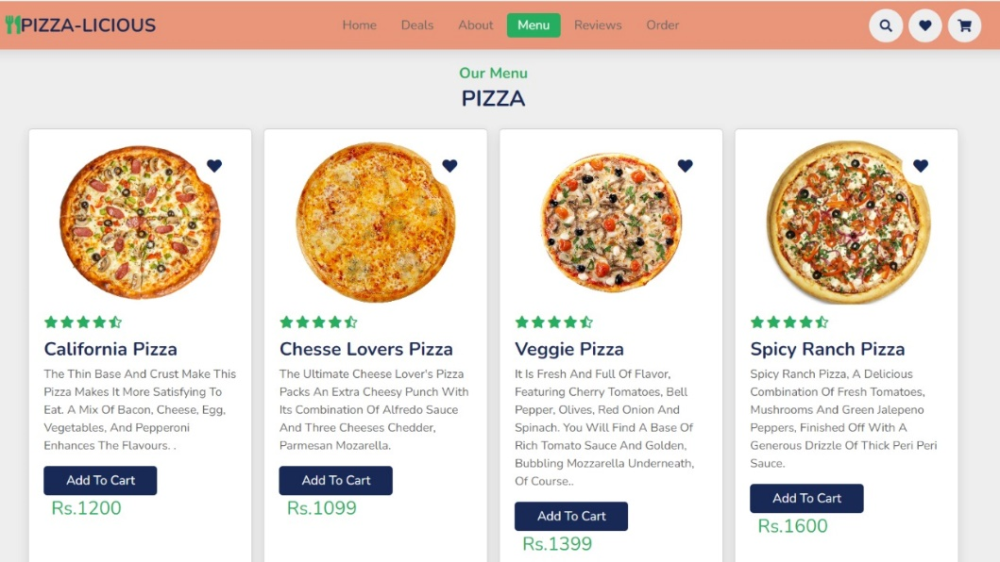 PIZZA-LICIOUS
Home Deals About Menu Reviews Order
Our Menu
PIZZA
California Pizza
The Thin Base And Crust Make This
Pizza Makes It More Satisfying To
Eat. A Mix Of Bacon, Cheese, Egg,
Vegetables, And Pepperoni
Enhances The Flavours. .
Add To Cart
Rs.1200
Chesse Lovers Pizza
The Ultimate Cheese Lover's Pizza
Packs An Extra Cheesy Punch With
Its Combination Of Alfredo Sauce
And Three Cheeses Chedder,
Parmesan Mozarella.
Add To Cart
Rs.1099
Veggie Pizza
It Is Fresh And Full Of Flavor,
Featuring Cherry Tomatoes, Bell
Pepper, Olives, Red Onion And
Spinach. You Will Find A Base Of
Rich Tomato Sauce And Golden,
Bubbling Mozzarella Underneath,
Of Course..
Add To Cart
Rs.1399
Spicy Ranch Pizza
Spicy Ranch Pizza, A Delicious
Combination Of Fresh Tomatoes,
Mushrooms And Green Jalepeno
Peppers, Finished Off With A
Generous Drizzle Of Thick Peri Peri
Sauce.
Add To Cart
Rs.1600